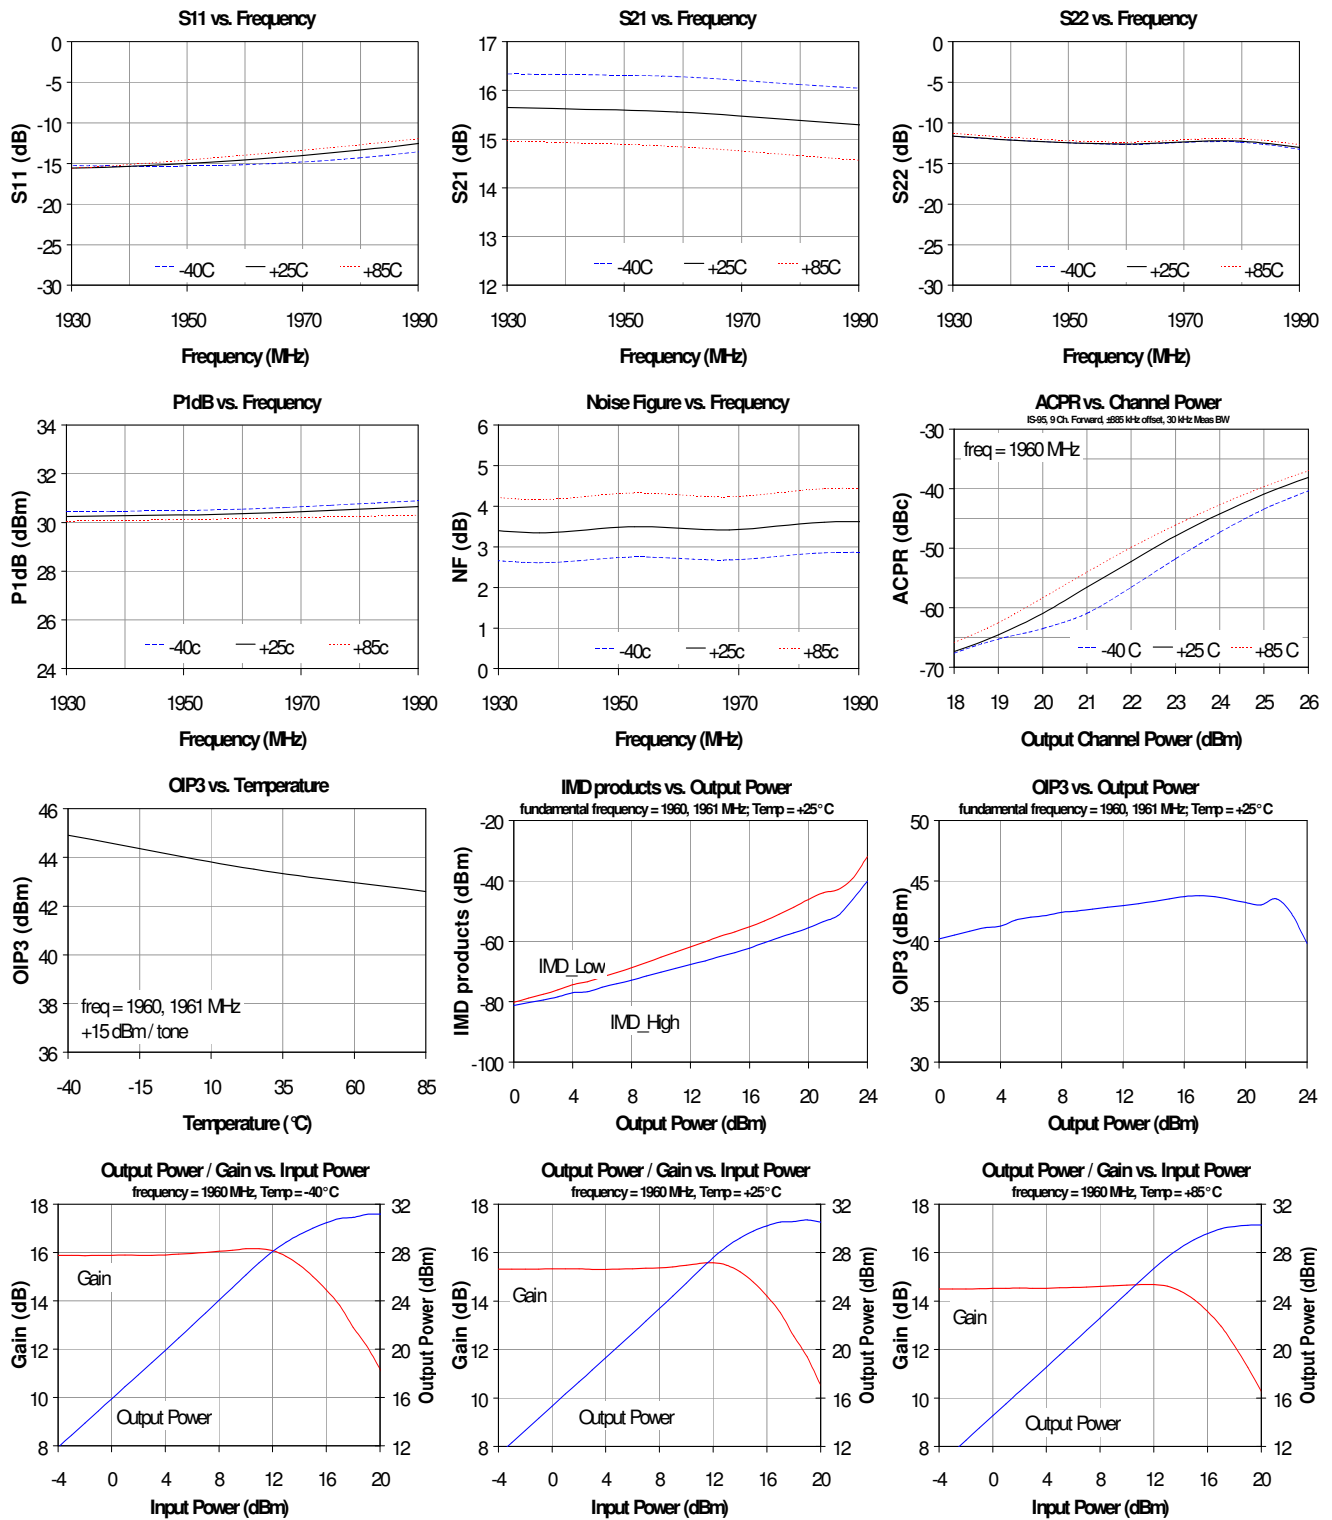 S11 vs. Frequency
0
-5
-10
-15
-20
-25
-30
S11 (dB)
-40C
+25C
+85C
1930
1950
1970
1990
Frequency (MHz)
S21 vs. Frequency
17
16
15
14
13
12
S21 (dB)
-40C
+25C
+85C
1930
1950
1970
1990
Frequency (MHz)
S22 vs. Frequency
0
-5
-10
-15
-20
-25
-30
S22 (dB)
-40C
+25C
+85C
1930
1950
1970
1990
Frequency (MHz)
P1dB vs. Frequency
34
32
30
28
26
24
P1dB (dBm)
-40c
+25c
+85c
1930
1950
1970
1990
Frequency (MHz)
Noise Figure vs. Frequency
6
5
4
3
2
1
0
NF (dB)
-40c
+25c
+85c
1930
1950
1970
1990
Frequency (MHz)
ACPR vs. Channel Power
IS-95, 9 Ch. Forward, ±885 kHz offset, 30 kHz Meas BW
-30
-40
-50
-60
-70
ACPR (dBc)
freq = 1960 MHz
-40 C
+25 C
+85 C
18
19
20
21
22
23
24
25
26
Output Channel Power (dBm)
OIP3 vs. Temperature
46
44
42
40
38
36
OIP3 (dBm)
freq = 1960, 1961 MHz
+15 dBm / tone
-40
-15
10
35
60
85
Temperature (°C)
IMD products vs. Output Power
fundamental frequency = 1960, 1961 MHz; Temp = +25° C
-20
-40
-60
-80
-100
IMD products (dBm)
IMD_Low
IMD_High
0
4
8
12
16
20
24
Output Power (dBm)
OIP3 vs. Output Power
fundamental frequency = 1960, 1961 MHz; Temp = +25° C
50
45
40
35
30
OIP3 (dBm)
0
4
8
12
16
20
24
Output Power (dBm)
Output Power / Gain vs. Input Power
frequency = 1960 MHz, Temp = -40° C
18
16
14
12
10
8
Gain (dB)
Gain
Output Power
32
28
24
20
16
12
Output Power (dBm)
-4
0
4
8
12
16
20
Input Power (dBm)
Output Power / Gain vs. Input Power
frequency = 1960 MHz, Temp = +25° C
18
16
14
12
10
8
Gain (dB)
Gain
Output Power
32
28
24
20
16
12
Output Power (dBm)
-4
0
4
8
12
16
20
Input Power (dBm)
Output Power / Gain vs. Input Power
frequency = 1960 MHz, Temp = +85° C
18
16
14
12
10
8
Gain (dB)
Gain
Output Power
32
28
24
20
16
12
Output Power (dBm)
-4
0
4
8
12
16
20
Input Power (dBm)